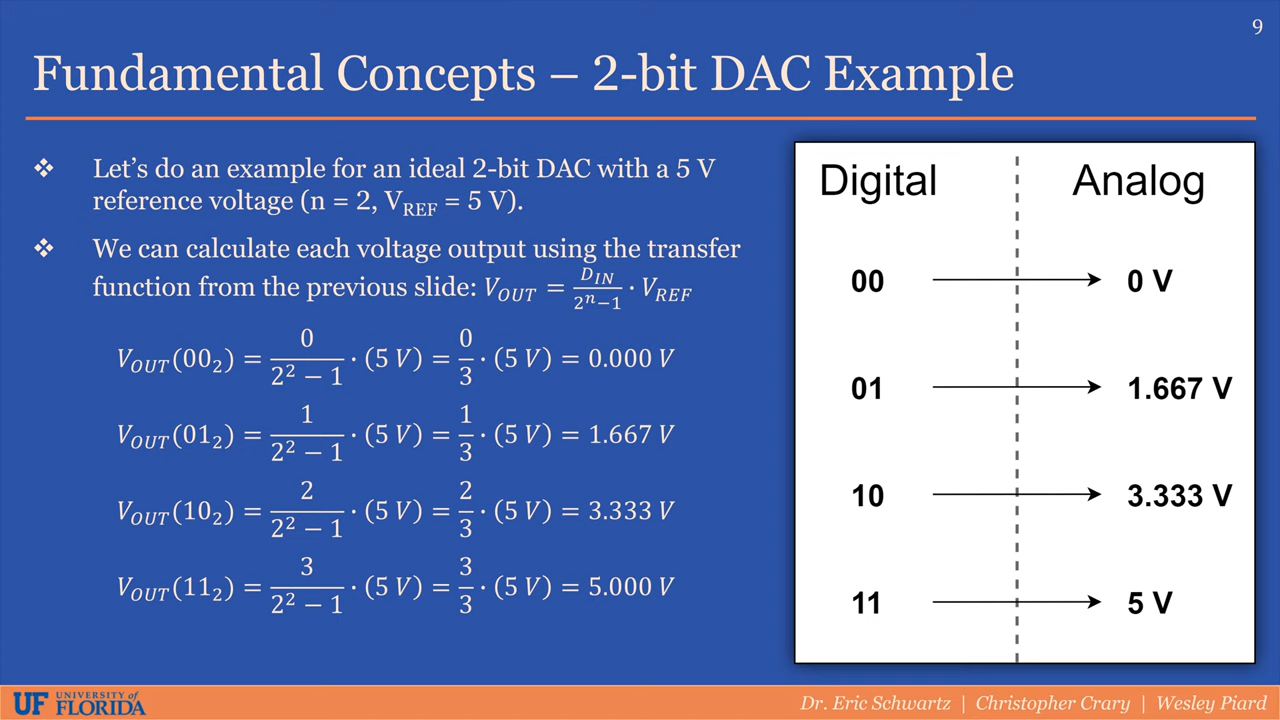 9
Fundamental Concepts – 2-bit DAC Example
❖ Let's do an example for an ideal 2-bit DAC with a 5 V
reference voltage (n = 2, V_REF = 5 V).
❖ We can calculate each voltage output using the transfer
function from the previous slide: V_OUT = D_IN/(2^n−1) · V_REF
V_OUT(00₂) = 0/(2² − 1) · (5 V) = 0/3 · (5 V) = 0.000 V
V_OUT(01₂) = 1/(2² − 1) · (5 V) = 1/3 · (5 V) = 1.667 V
V_OUT(10₂) = 2/(2² − 1) · (5 V) = 2/3 · (5 V) = 3.333 V
V_OUT(11₂) = 3/(2² − 1) · (5 V) = 3/3 · (5 V) = 5.000 V
Digital Analog
00 0 V
01 1.667 V
10 3.333 V
11 5 V
UF UNIVERSITY of
FLORIDA
Dr. Eric Schwartz | Christopher Crary | Wesley Piard